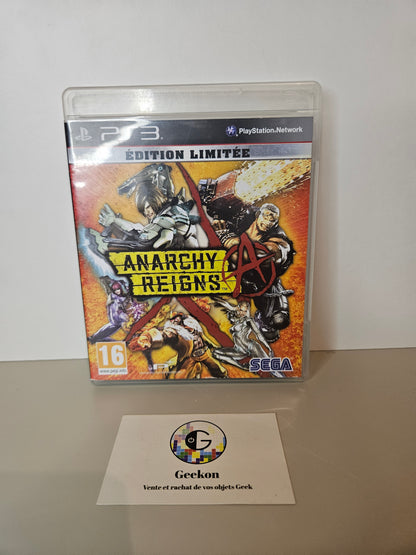 PS3
PlayStation®Network
ÉDITION LIMITÉE
ANARCHY
REIGNS
16
www.pegi.info
SEGA
G
Geekon
Vente et rachat de vos objets Geek